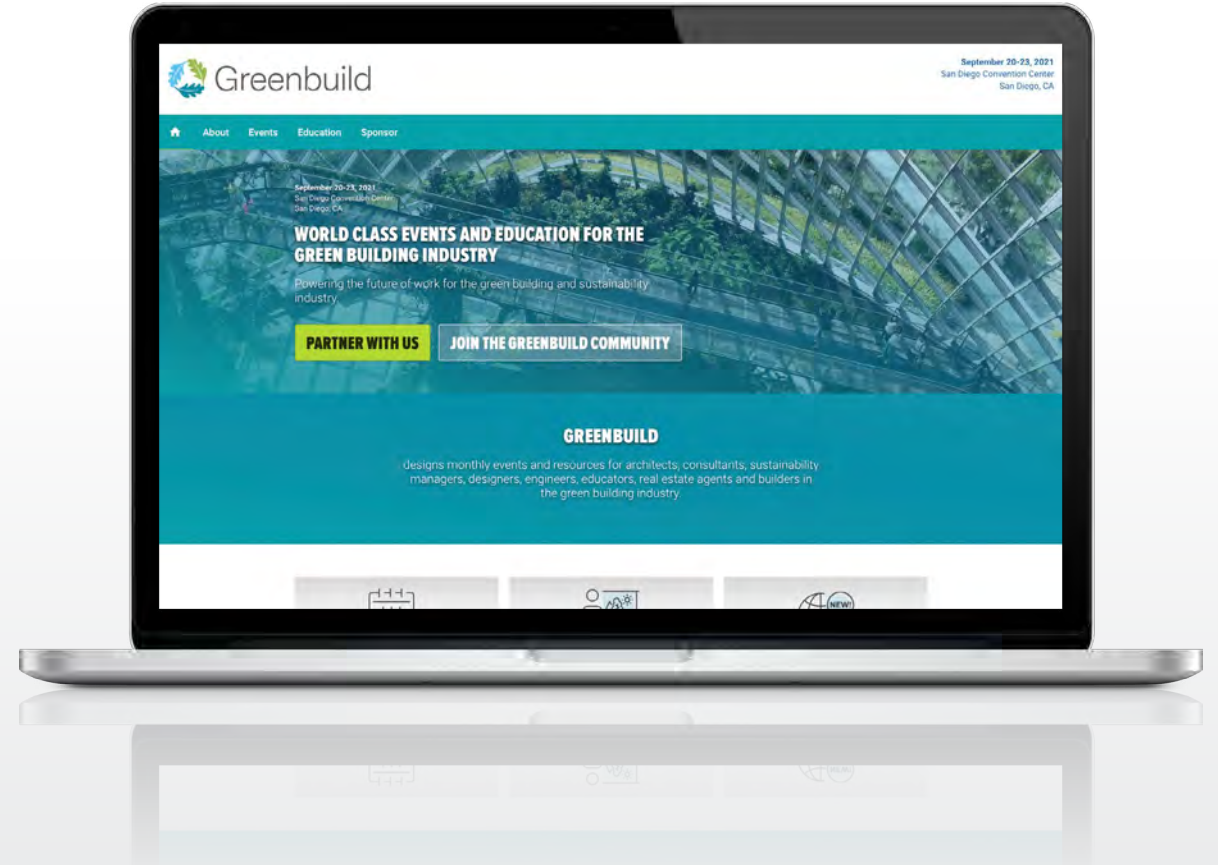 Greenbuild
September 20-23, 2021
San Diego Convention Center
San Diego, CA
About Events Education Sponsor
September 20-23, 2021
San Diego Convention Center
San Diego, CA
WORLD CLASS EVENTS AND EDUCATION FOR THE
GREEN BUILDING INDUSTRY
Powering the future of work for the green building and sustainability
industry.
PARTNER WITH US JOIN THE GREENBUILD COMMUNITY
GREENBUILD
designs monthly events and resources for architects, consultants, sustainability
managers, designers, engineers, educators, real estate agents and builders in
the green building industry.
NEW!